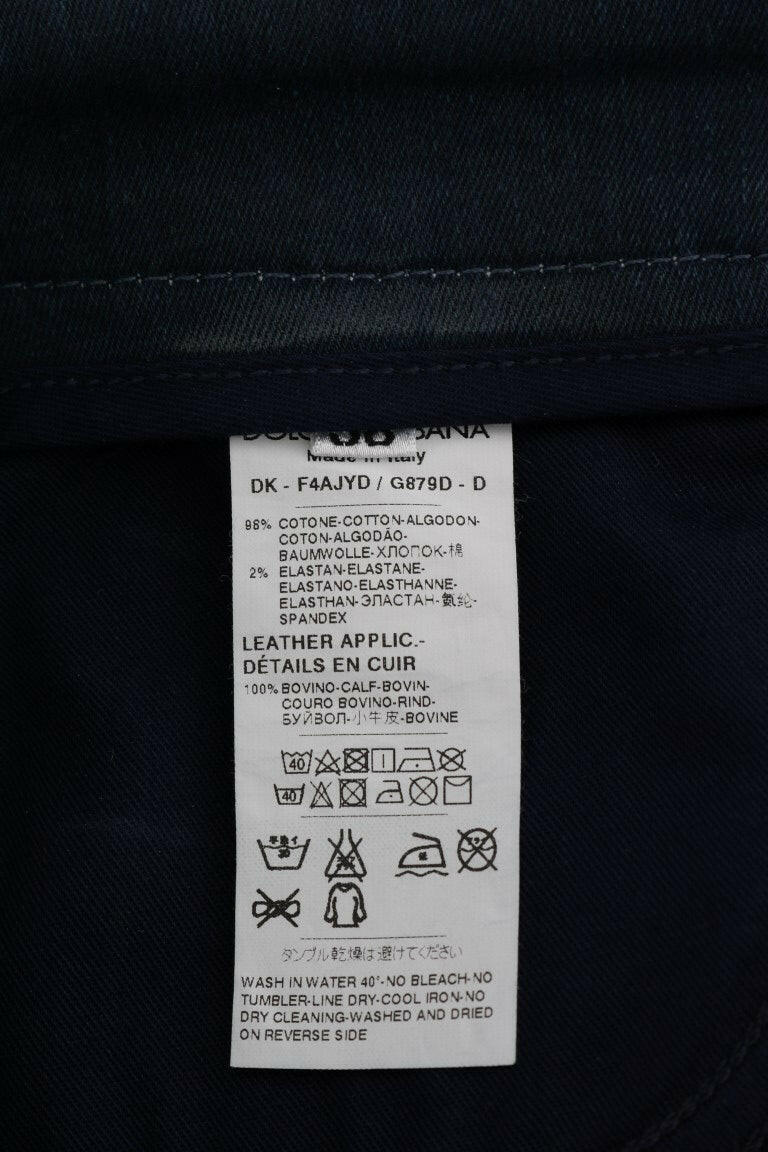 Made in Italy
DK - F4AJYD / G879D - D
98% COTONE-COTTON-ALGODON-
COTON-ALGODÃO-
BAUMWOLLE-ХЛОПОК-棉
2% ELASTAN-ELASTANE-
ELASTANO-ELASTHANNE-
ELASTHAN-ЭЛАСТАН-氨纶-
SPANDEX
LEATHER APPLIC.-
DÉTAILS EN CUIR
100% BOVINO-CALF-BOVIN-
COURO BOVINO-RIND-
БУЙВОЛ-小牛皮-BOVINE
40
40
手洗イ
30
タンブル乾燥は避けてください
WASH IN WATER 40°-NO BLEACH-NO
TUMBLER-LINE DRY-COOL IRON-NO
DRY CLEANING-WASHED AND DRIED
ON REVERSE SIDE